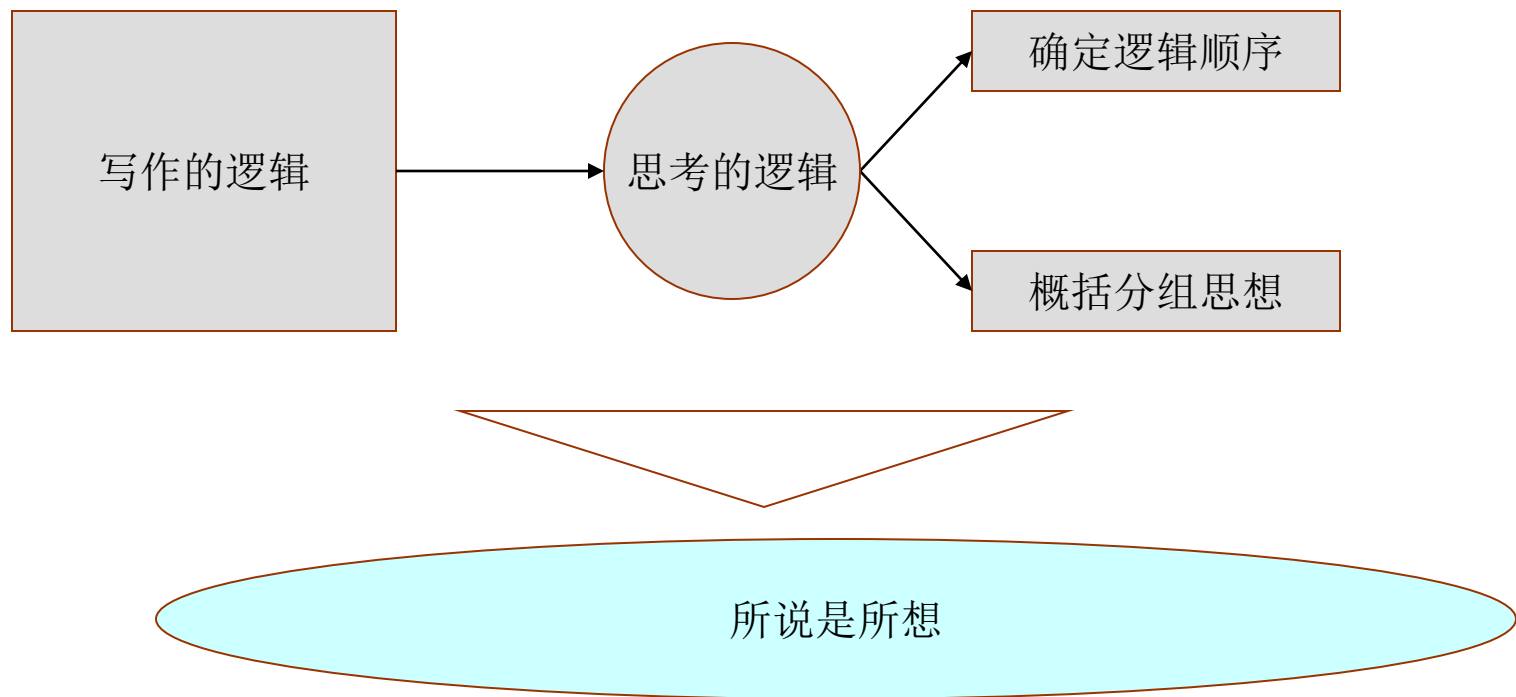 写作的逻辑
思考的逻辑
确定逻辑顺序
概括分组思想
所说是所想